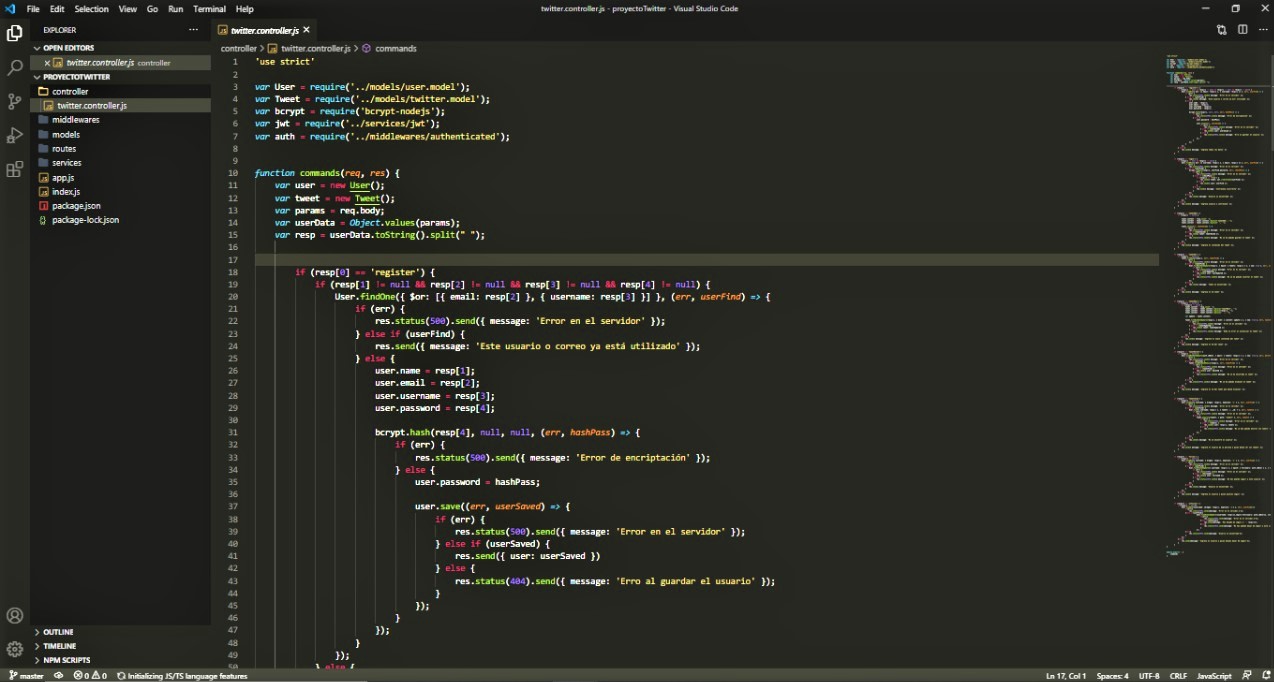 File Edit Selection View Go Run Terminal Help
twitter.controller.js - proyectoTwitter - Visual Studio Code
EXPLORER
OPEN EDITORS
twitter.controller.js controller
PROYECTOTWITTER
controller
twitter.controller.js
middlewares
models
routes
services
app.js
index.js
package.json
package-lock.json
OUTLINE
TIMELINE
NPM SCRIPTS
twitter.controller.js
controller > twitter.controller.js > commands
1 'use strict'
2
3 var User = require('../models/user.model');
4 var Tweet = require('../models/twitter.model');
5 var bcrypt = require('bcrypt-nodejs');
6 var jwt = require('../services/jwt');
7 var auth = require('../middlewares/authenticated');
8
9
10 function commands(req, res) {
11 var user = new User();
12 var tweet = new Tweet();
13 var params = req.body;
14 var userData = Object.values(params);
15 var resp = userData.toString().split(" ");
16
17
18 if (resp[0] == 'register') {
19 if (resp[1] != null && resp[2] != null && resp[3] != null && resp[4] != null) {
20 User.findOne({ $or: [{ email: resp[2] }, { username: resp[3] }] }, (err, userFind) => {
21 if (err) {
22 res.status(500).send({ message: 'Error en el servidor' });
23 } else if (userFind) {
24 res.send({ message: 'Este usuario o correo ya está utilizado' });
25 } else {
26 user.name = resp[1];
27 user.email = resp[2];
28 user.username = resp[3];
29 user.password = resp[4];
30
31 bcrypt.hash(resp[4], null, null, (err, hashPass) => {
32 if (err) {
33 res.status(500).send({ message: 'Error de encriptación' });
34 } else {
35 user.password = hashPass;
36
37 user.save((err, userSaved) => {
38 if (err) {
39 res.status(500).send({ message: 'Error en el servidor' });
40 } else if (userSaved) {
41 res.send({ user: userSaved })
42 } else {
43 res.status(404).send({ message: 'Erro al guardar el usuario' });
44 }
45 });
46 }
47 });
48 }
49 });
50 } else {
master 0 0 Initializing JS/TS language features
Ln 17, Col 1 Spaces: 4 UTF-8 CRLF JavaScript